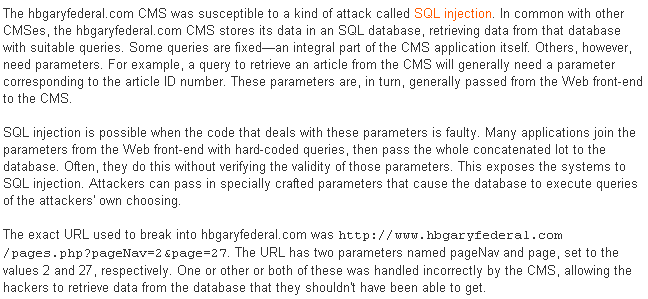 The hbgaryfederal.com CMS was susceptible to a kind of attack called SQL injection. In common with other
CMSes, the hbgaryfederal.com CMS stores its data in an SQL database, retrieving data from that database
with suitable queries. Some queries are fixed—an integral part of the CMS application itself. Others, however,
need parameters. For example, a query to retrieve an article from the CMS will generally need a parameter
corresponding to the article ID number. These parameters are, in turn, generally passed from the Web front-end
to the CMS.
SQL injection is possible when the code that deals with these parameters is faulty. Many applications join the
parameters from the Web front-end with hard-coded queries, then pass the whole concatenated lot to the
database. Often, they do this without verifying the validity of those parameters. This exposes the systems to
SQL injection. Attackers can pass in specially crafted parameters that cause the database to execute queries
of the attackers' own choosing.
The exact URL used to break into hbgaryfederal.com was http://www.hbgaryfederal.com
/pages.php?pageNav=2&page=27. The URL has two parameters named pageNav and page, set to the
values 2 and 27, respectively. One or other or both of these was handled incorrectly by the CMS, allowing the
hackers to retrieve data from the database that they shouldn't have been able to get.